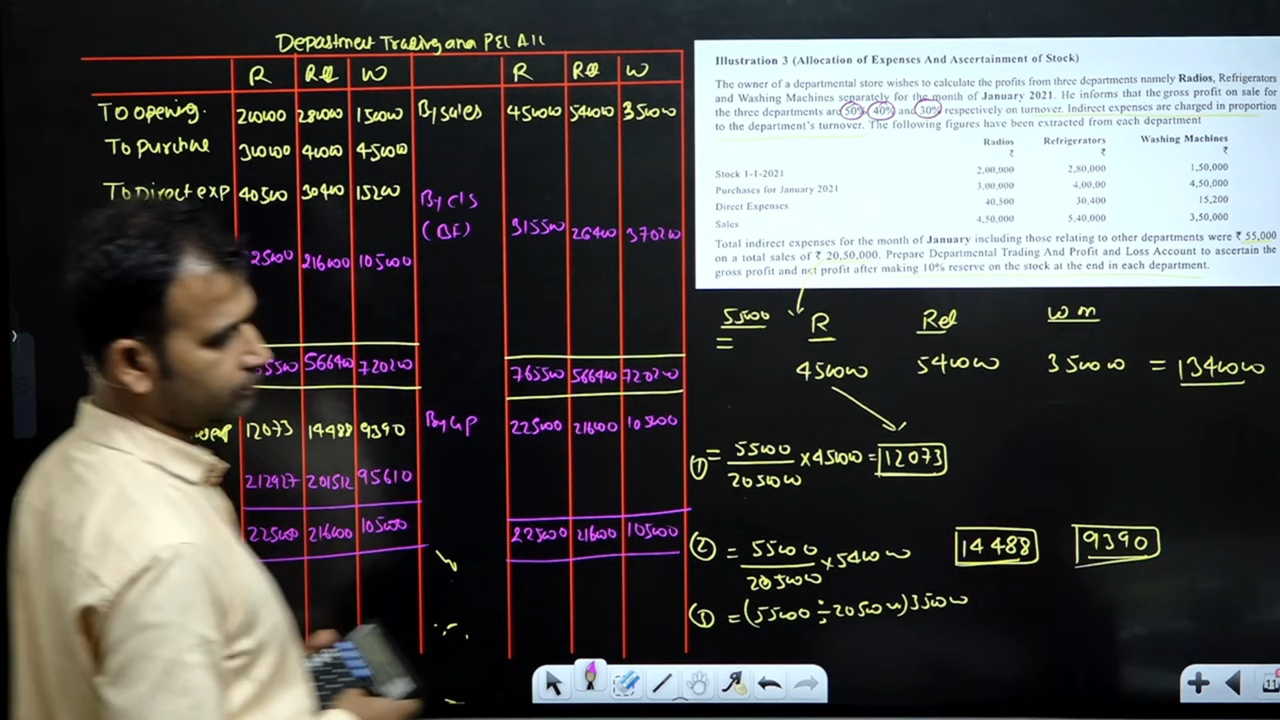 Department Trading and P&L A/c
R Ref W R Ref W
To opening 200000 280000 150000 By sales 450000 540000 350000
To purchase 300000 40000 450000
To Direct exp 40500 30400 15200 By c/s
(BF) 315500 26400 370200
25000 216000 105000
5500 566400 720200 765500 566400 720200
exp 12073 14488 9390 By GP 225000 216000 105000
212927 201512 95610
225000 216000 105000 225000 216000 105000
Illustration 3 (Allocation of Expenses And Ascertainment of Stock)
The owner of a departmental store wishes to calculate the profits from three departments namely Radios, Refrigerators
and Washing Machines separately for the month of January 2021. He informs that the gross profit on sale for
the three departments are 50%, 40% and 30% respectively on turnover. Indirect expenses are charged in proportion
to the department's turnover. The following figures have been extracted from each department
Radios Refrigerators Washing Machines
₹ ₹ ₹
Stock 1-1-2021 2,00,000 2,80,000 1,50,000
Purchases for January 2021 3,00,000 4,00,00 4,50,000
Direct Expenses 40,500 30,400 15,200
Sales 4,50,000 5,40,000 3,50,000
Total indirect expenses for the month of January including those relating to other departments were ₹ 55,000
on a total sales of ₹ 20,50,000. Prepare Departmental Trading And Profit and Loss Account to ascertain the
gross profit and net profit after making 10% reserve on the stock at the end in each department.
55000 R Ref W m
=
450000 540000 350000 = 1340000
① = 55000 / 2050000 × 450000 = 12073
② = 55000 / 2050000 × 540000 14488 9390
① = (55000 ÷ 2050000) 350000